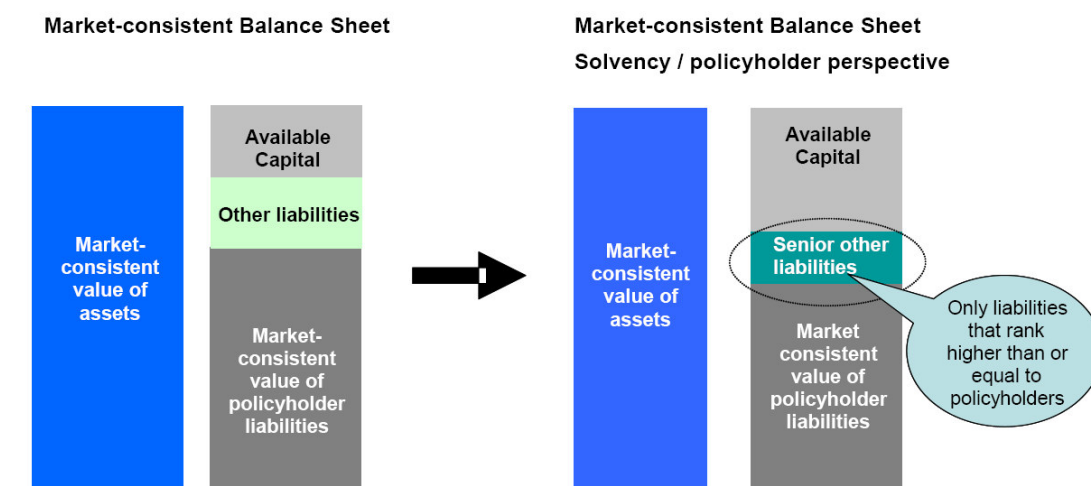 Market-consistent Balance Sheet
Available
Capital
Other liabilities
Market-
consistent
value of
assets
Market-
consistent
value of
policyholder
liabilities
Market-consistent Balance Sheet
Solvency / policyholder perspective
Available
Capital
Senior other
liabilities
Market-
consistent
value of
assets
Market
consistent
value of
policyholder
liabilities
Only liabilities
that rank
higher than or
equal to
policyholders